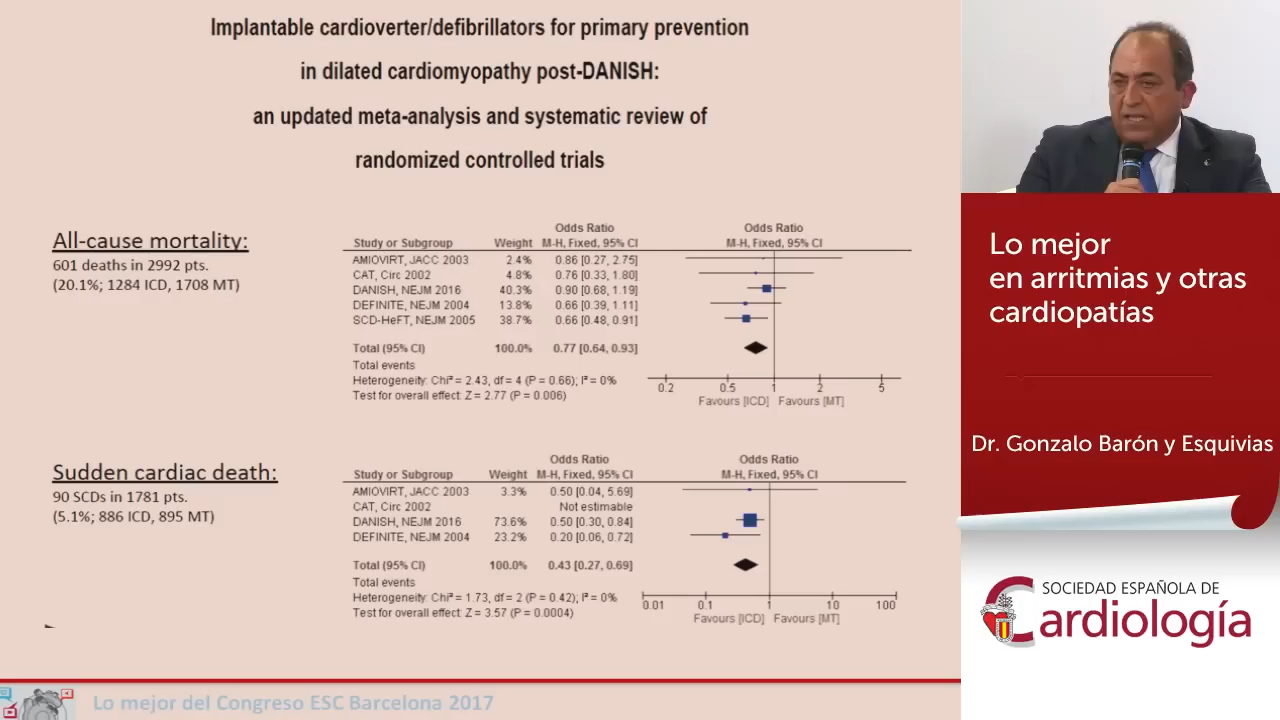 Implantable cardioverter/defibrillators for primary prevention
in dilated cardiomyopathy post-DANISH:
an updated meta-analysis and systematic review of
randomized controlled trials
All-cause mortality:
601 deaths in 2992 pts.
(20.1%; 1284 ICD, 1708 MT)
Odds Ratio Odds Ratio
Study or Subgroup Weight M-H, Fixed, 95% CI M-H, Fixed, 95% CI
AMIOVIRT, JACC 2003 2.4% 0.86 [0.27, 2.75]
CAT, Circ 2002 4.8% 0.76 [0.33, 1.80]
DANISH, NEJM 2016 40.3% 0.90 [0.68, 1.19]
DEFINITE, NEJM 2004 13.8% 0.66 [0.39, 1.11]
SCD-HeFT, NEJM 2005 38.7% 0.66 [0.48, 0.91]
Total (95% CI) 100.0% 0.77 [0.64, 0.93]
Total events
Heterogeneity: Chi² = 2.43, df = 4 (P = 0.66); I² = 0%
Test for overall effect: Z = 2.77 (P = 0.006)
0.2 0.5 1 2 5
Favours [ICD] Favours [MT]
Sudden cardiac death:
90 SCDs in 1781 pts.
(5.1%; 886 ICD, 895 MT)
Odds Ratio Odds Ratio
Study or Subgroup Weight M-H, Fixed, 95% CI M-H, Fixed, 95% CI
AMIOVIRT, JACC 2003 3.3% 0.50 [0.04, 5.69]
CAT, Circ 2002 Not estimable
DANISH, NEJM 2016 73.6% 0.50 [0.30, 0.84]
DEFINITE, NEJM 2004 23.2% 0.20 [0.06, 0.72]
Total (95% CI) 100.0% 0.43 [0.27, 0.69]
Total events
Heterogeneity: Chi² = 1.73, df = 2 (P = 0.42); I² = 0%
Test for overall effect: Z = 3.57 (P = 0.0004)
0.01 0.1 1 10 100
Favours [ICD] Favours [MT]
Lo mejor del Congreso ESC Barcelona 2017
Lo mejor
en arritmias y otras
cardiopatías
Dr. Gonzalo Barón y Esquivias
SOCIEDAD ESPAÑOLA DE
Cardiología